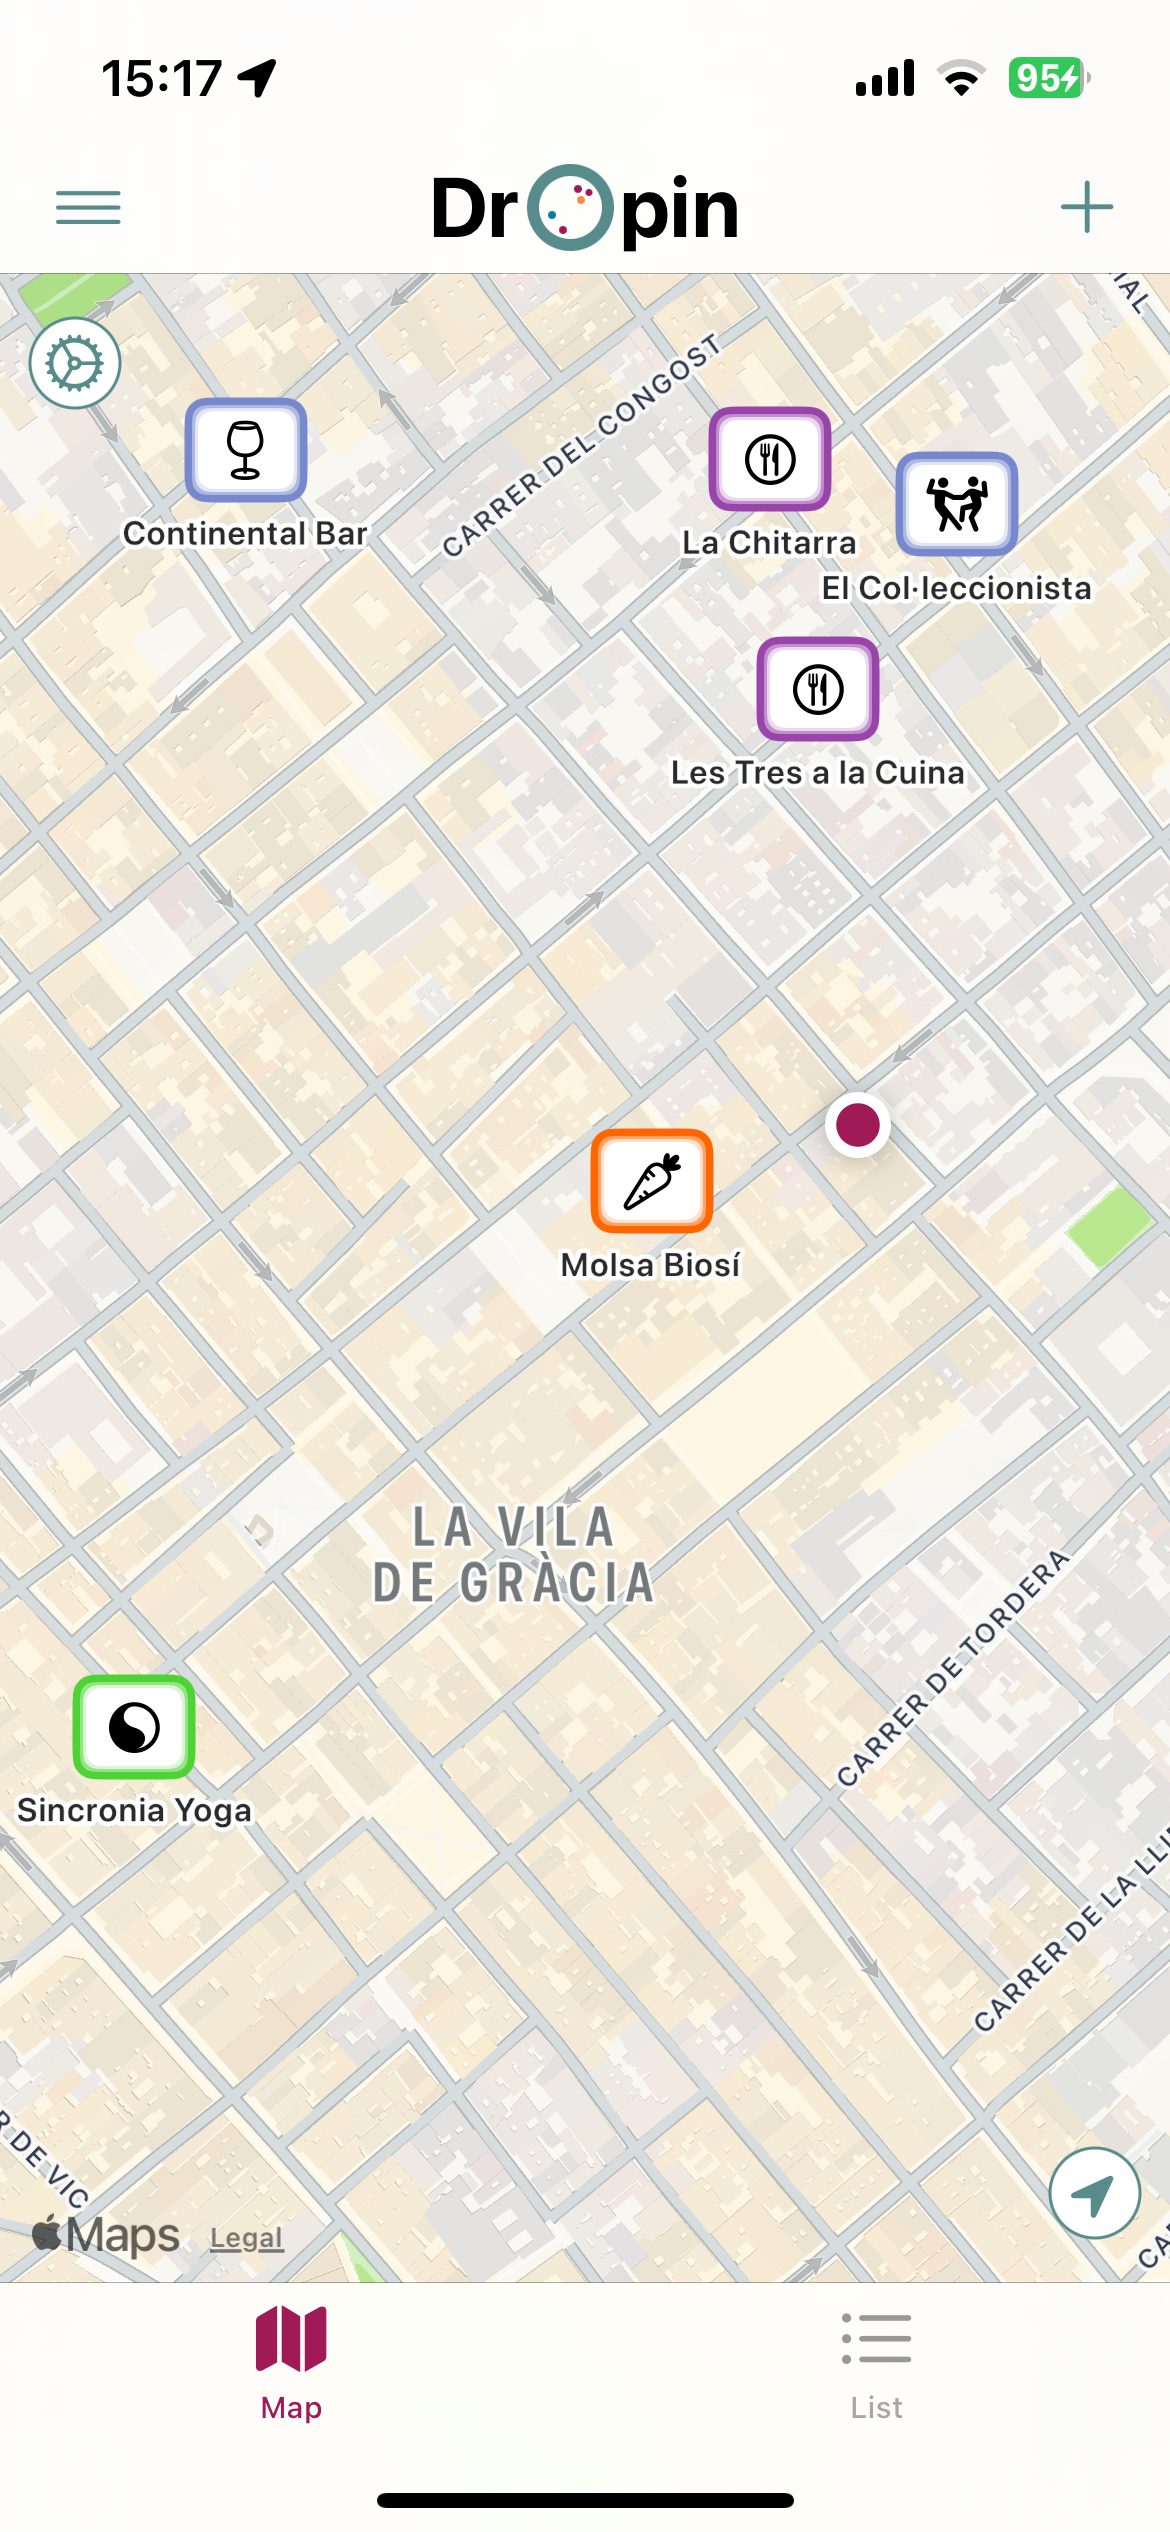 15:17
95
Dropin
IAL
CARRER DEL CONGOST
Continental Bar
La Chitarra
El Col·leccionista
Les Tres a la Cuina
Molsa Biosí
LA VILA
DE GRÀCIA
CARRER DE TORDERA
Sincronia Yoga
CARRER DE LA LLI
R DE VIC
Maps
Legal
CA
Map
List